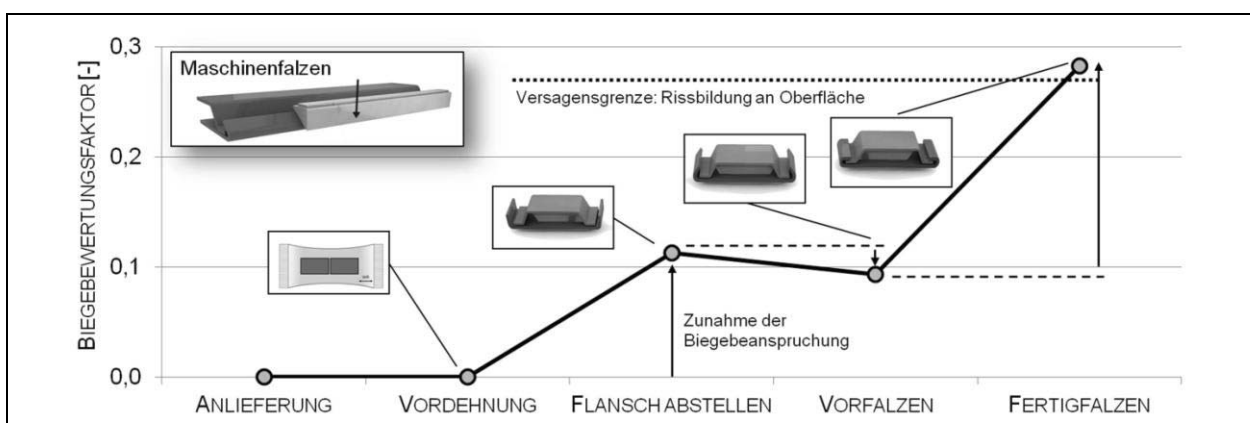 BIEGEBEWERTUNGSFAKTOR [-]
0,3
0,2
0,1
0,0
Maschinenfalzen
Versagensgrenze: Rissbildung an Oberfläche
Zunahme der
Biegebeanspruchung
ANLIEFERUNG
VORDEHNUNG
FLANSCH ABSTELLEN
VORFALZEN
FERTIGFALZEN